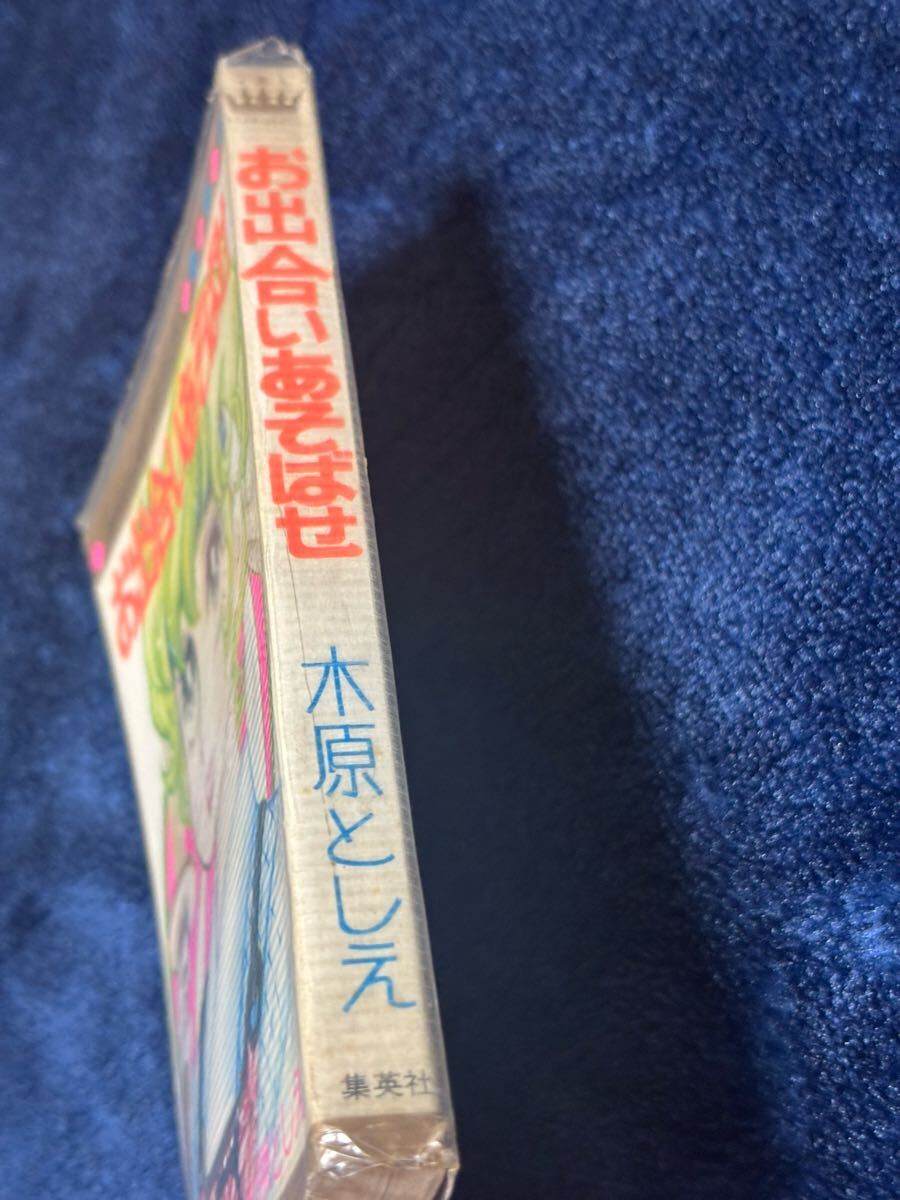 お出合いあそばせ
木原としえ
集英社